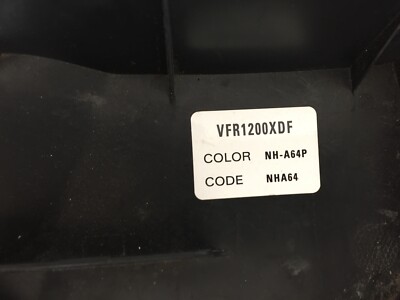 VFR1200XDF
COLOR NH-A64P
CODE NHA64